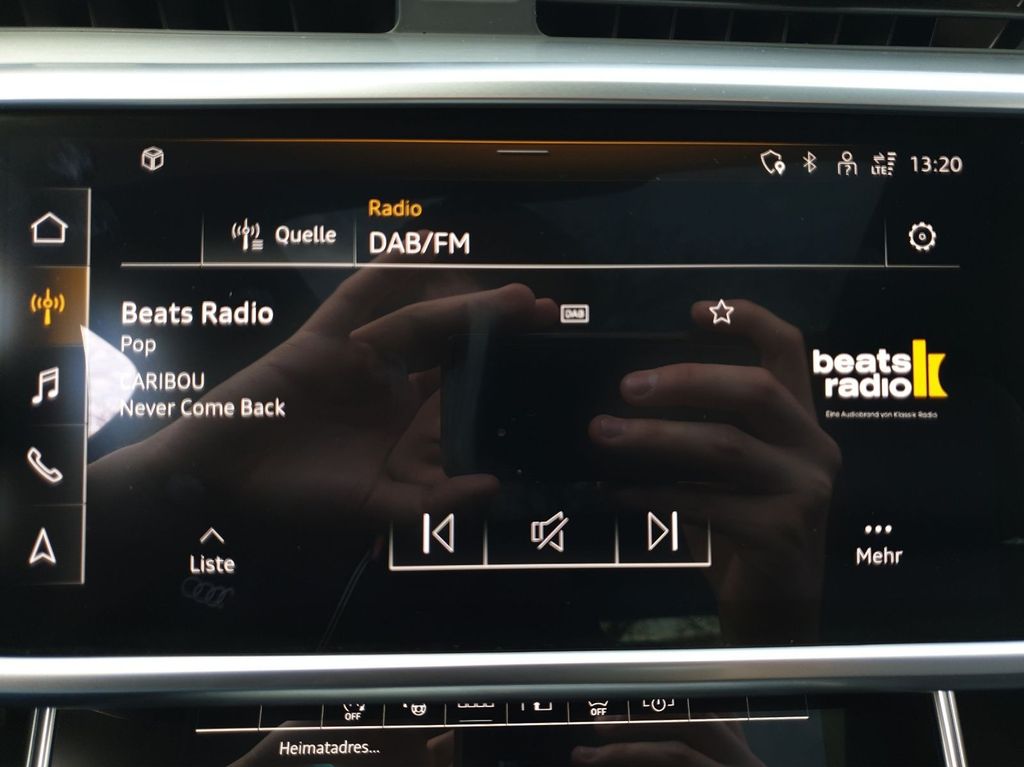 LTE
13:20
Radio
Quelle
DAB/FM
Beats Radio
DAB
Pop
CARIBOU
Never Come Back
beats
radio
Eine Audiobrand von Klassik Radio
Liste
Mehr
OFF
OFF
Heimatadres...